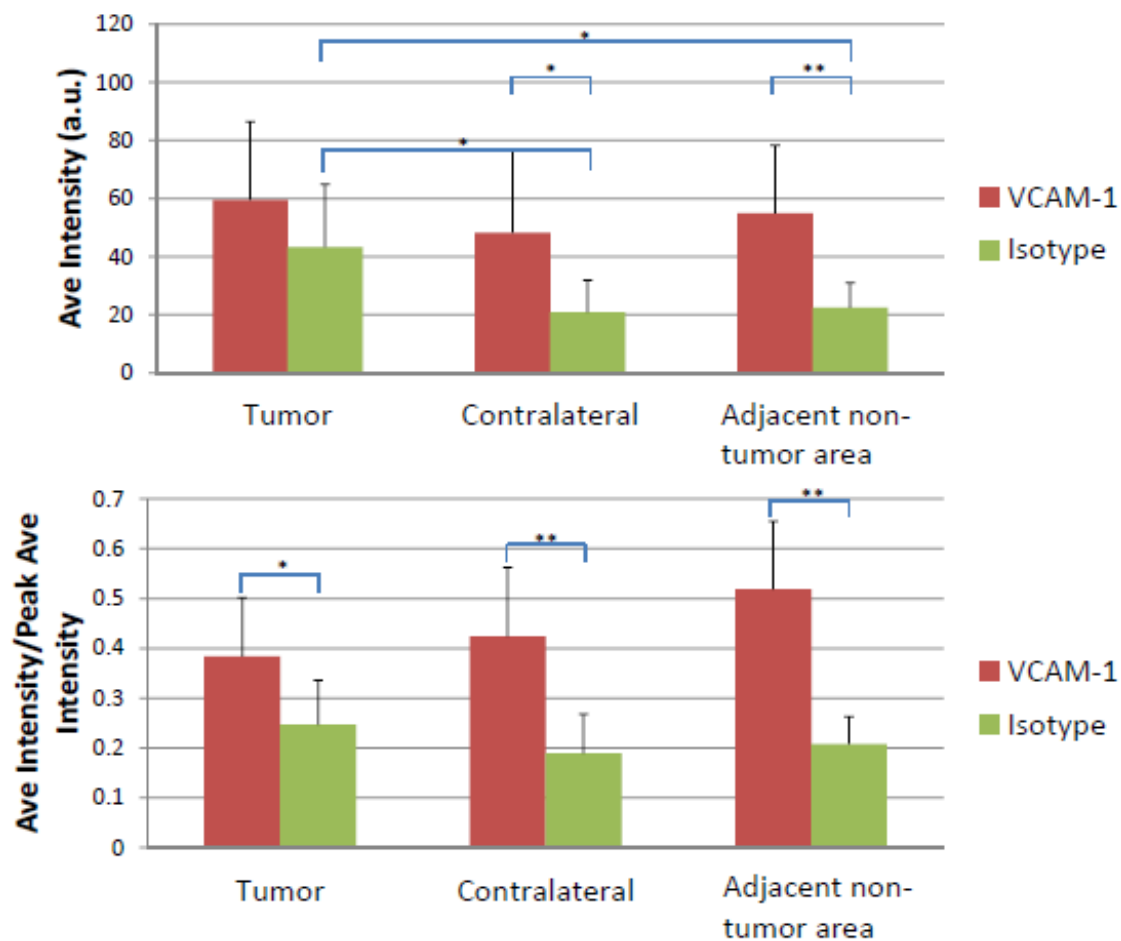 120
100
80
60
40
20
0
Ave Intensity (a.u.)
*
*
**
*
VCAM-1
Isotype
Tumor
Contralateral
Adjacent non-
tumor area
0.7
0.6
0.5
0.4
0.3
0.2
0.1
0
Ave Intensity/Peak Ave
Intensity
*
**
**
VCAM-1
Isotype
Tumor
Contralateral
Adjacent non-
tumor area